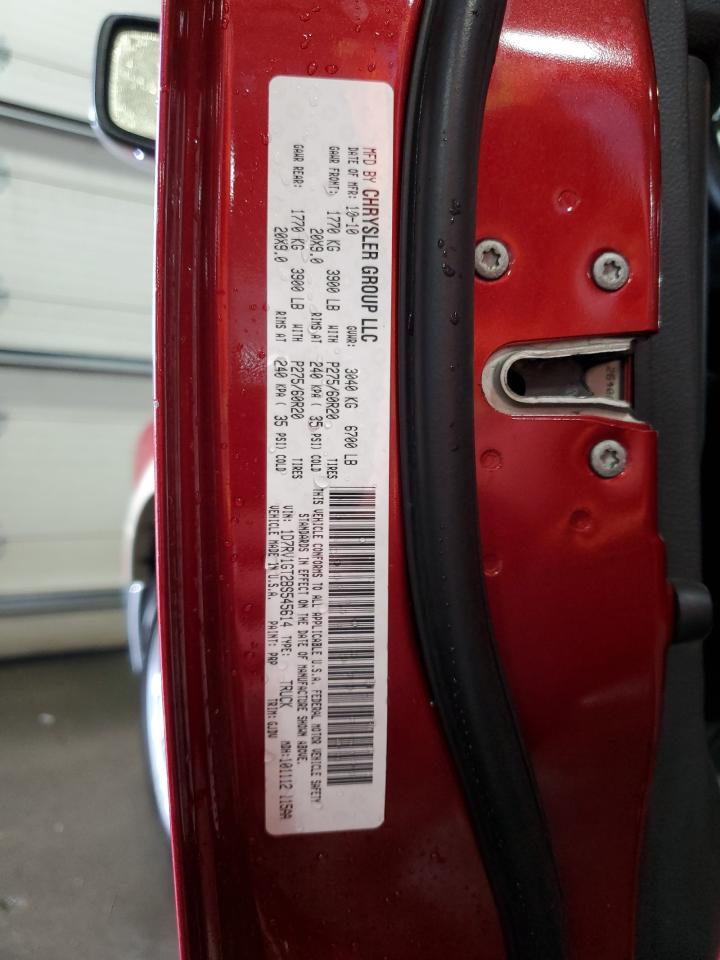 MFD BY CHRYSLER GROUP LLC
DATE OF MFR: 10-10 GVWR: 3040 KG 6700 LB
GAWR FRONT: 1770 KG 3900 LB WITH P275/60R20 TIRES
20X9.0 RIMS AT 240 KPA ( 35 PSI) COLD
GAWR REAR: 1770 KG 3900 LB WITH P275/60R20 TIRES
20X9.0 RIMS AT 240 KPA ( 35 PSI) COLD
THIS VEHICLE CONFORMS TO ALL APPLICABLE U.S.A. FEDERAL MOTOR VEHICLE SAFETY
STANDARDS IN EFFECT ON THE DATE OF MANUFACTURE SHOWN ABOVE.
VIN: 1D7RV1GT2BS545614 TYPE: TRUCK MDH:101112 115AA
VEHICLE MADE IN U.S.A. PAINT: PRP TRIM: GJDV